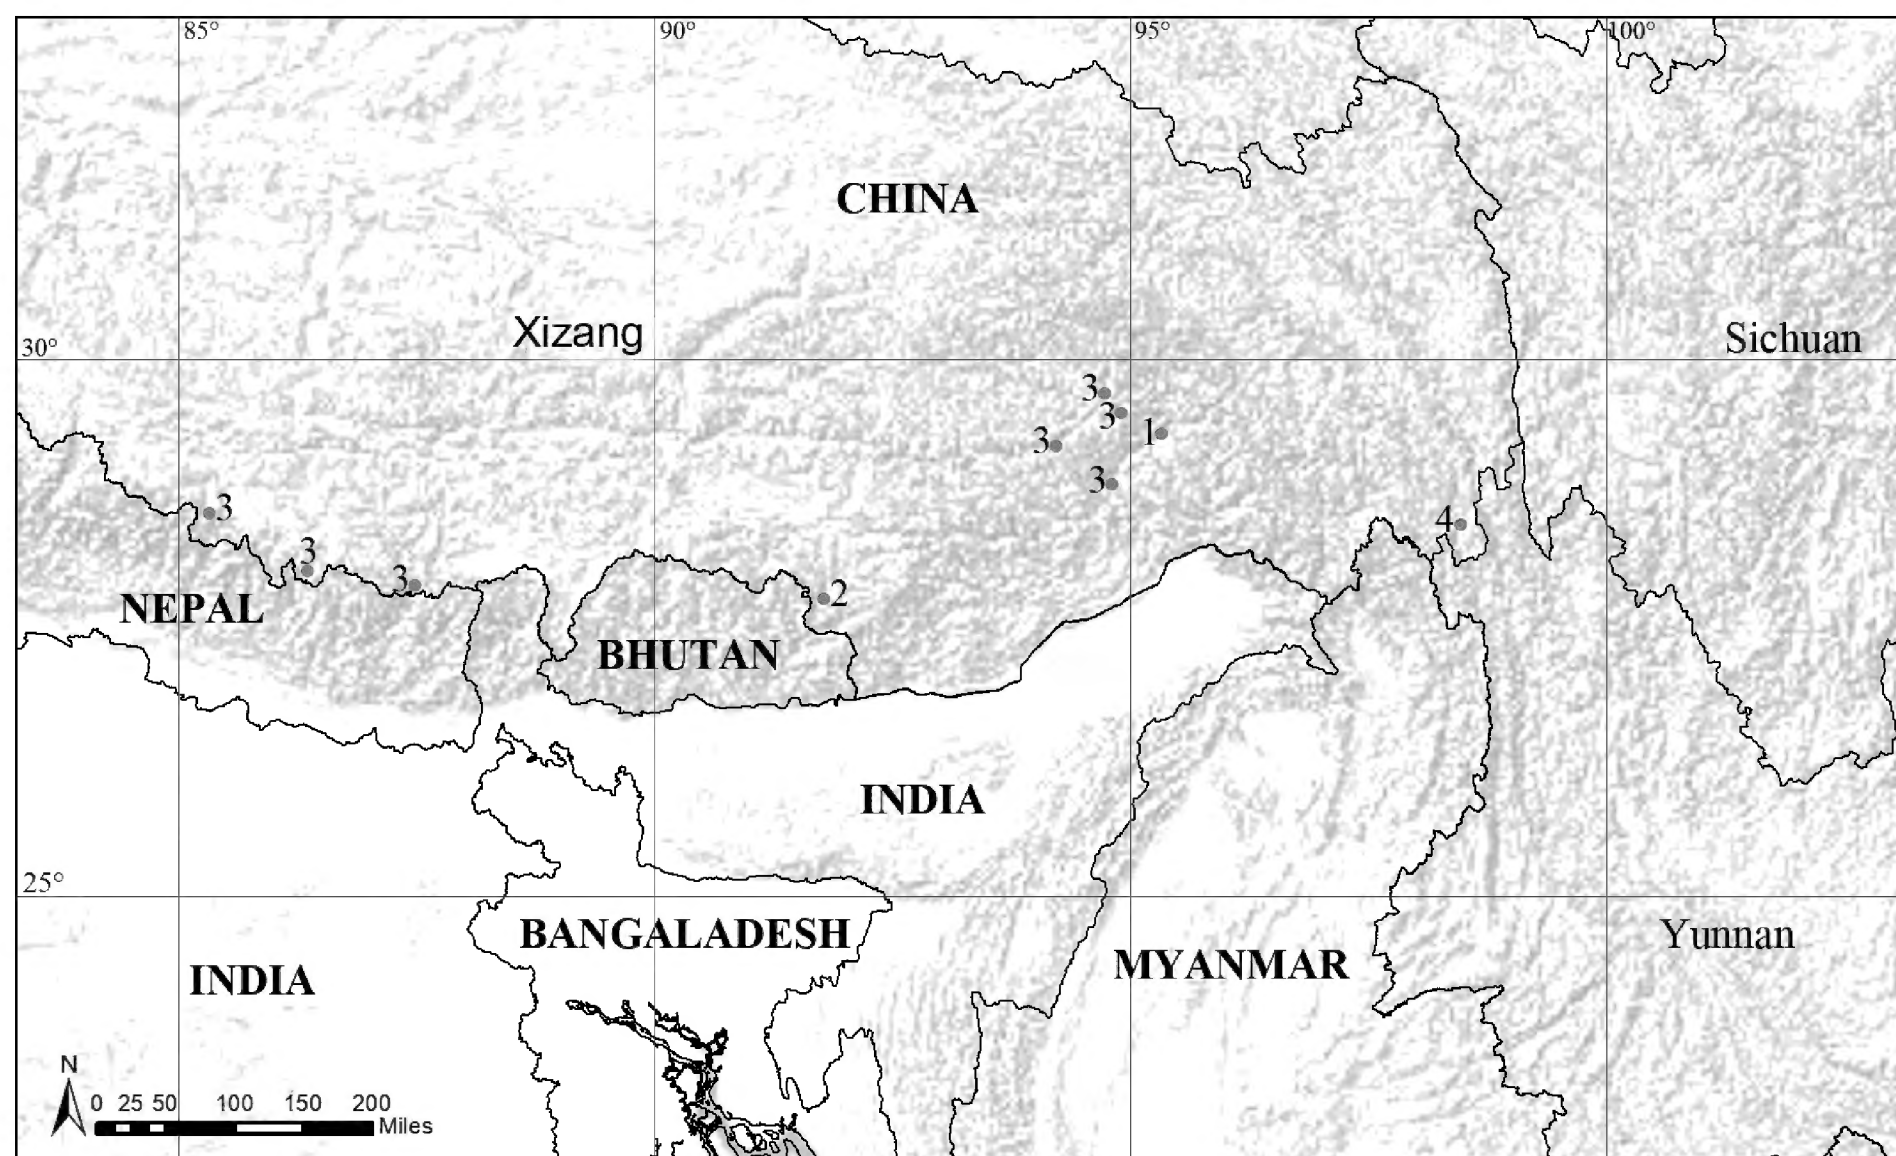 85°
90°
95°
100°
CHINA
Xizang
30°
Sichuan
3
3
3
1
3
3
4
3
3
2
NEPAL
BHUTAN
INDIA
25°
BANGALADESH
Yunnan
MYANMAR
INDIA
N
0 25 50 100 150 200
Miles